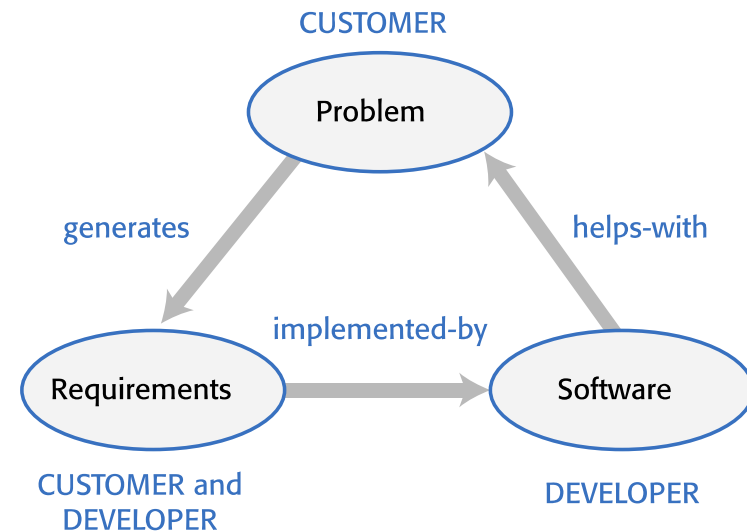 CUSTOMER
Problem
generates
helps-with
implemented-by
Requirements
Software
CUSTOMER and
DEVELOPER
DEVELOPER